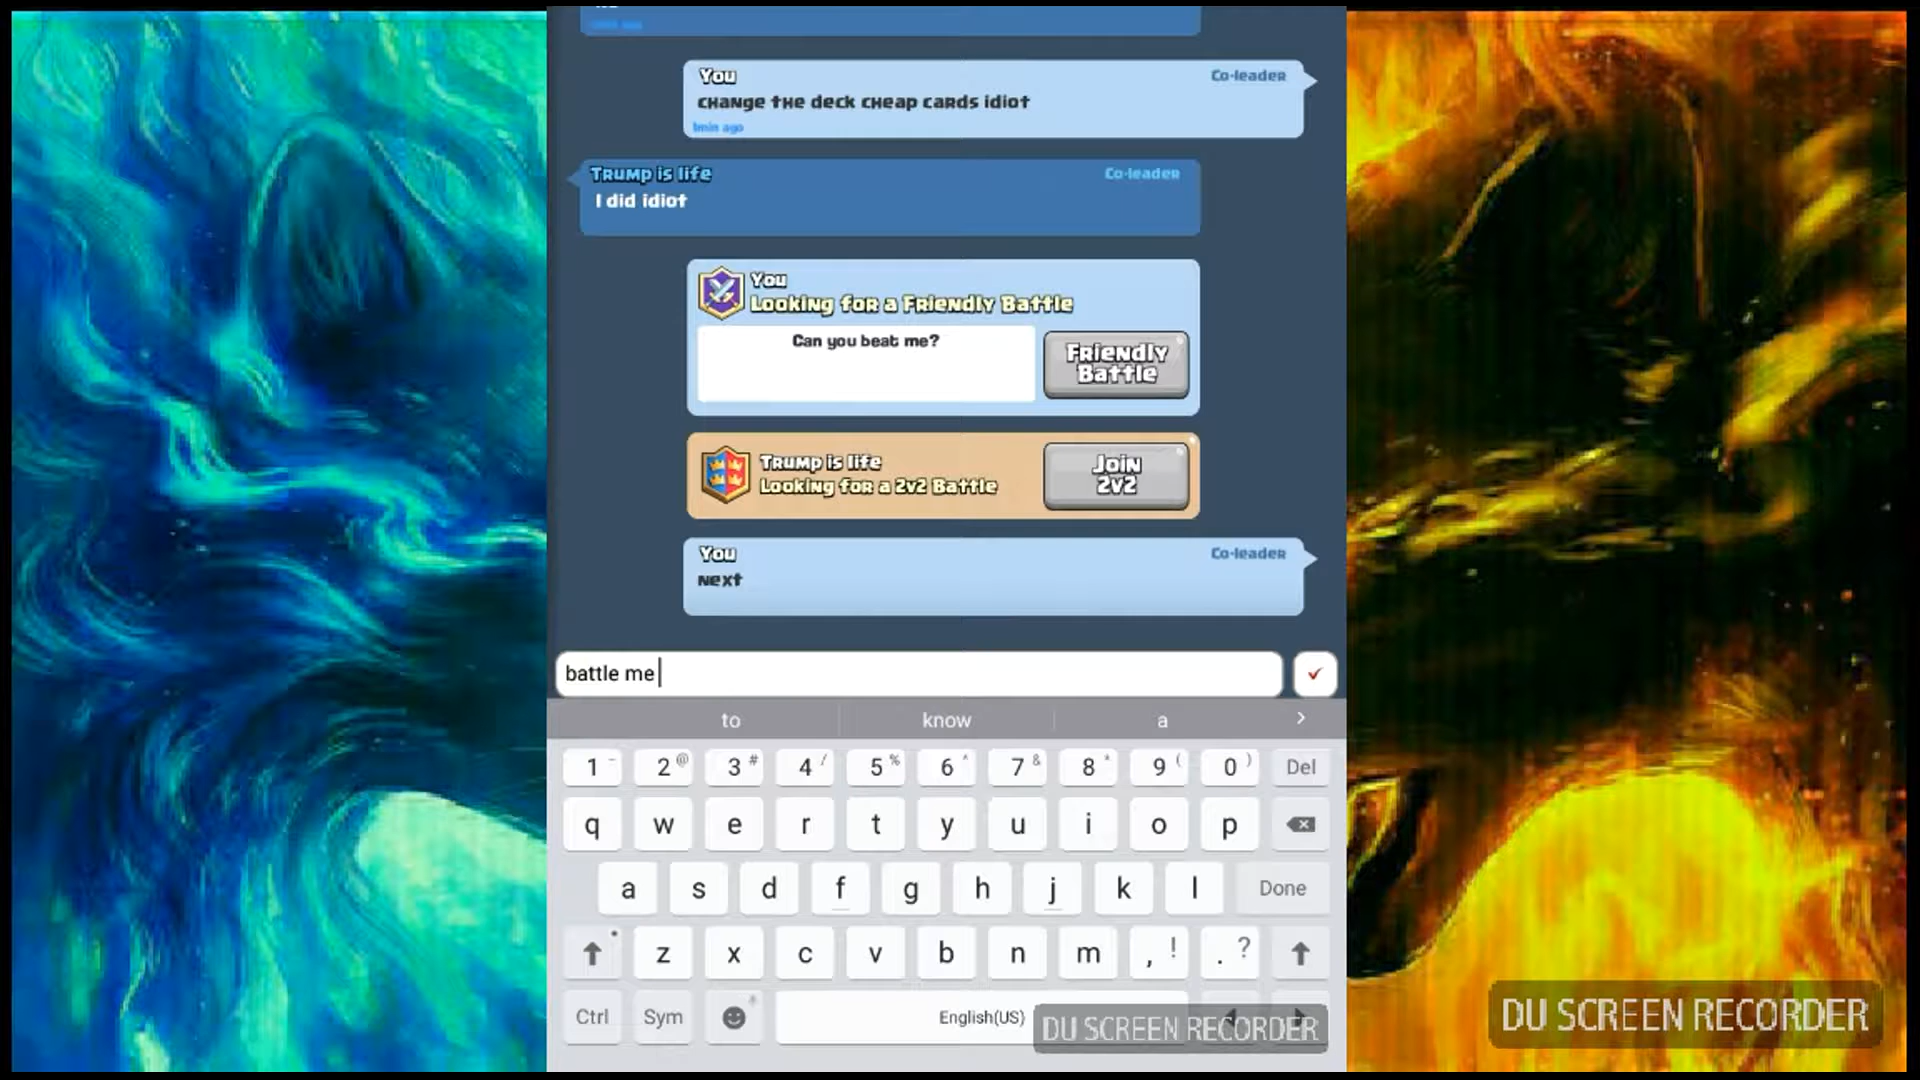 You Co-leader
change the deck cheap cards idiot
1min ago
Trump is life Co-leader
I did idiot
You
Looking for a Friendly Battle
Can you beat me?
Friendly
Battle
Trump is life
Looking for a 2v2 Battle
Join
2v2
You Co-leader
next
battle me
to know a
1 - 2 @ 3 # 4 / 5 % 6 ^ 7 & 8 * 9 ( 0 ) Del
q w e r t y u i o p
a s d f g h j k l Done
z x c v b n m , ! . ?
Ctrl Sym English(US)
DU SCREEN RECORDER
DU SCREEN RECORDER